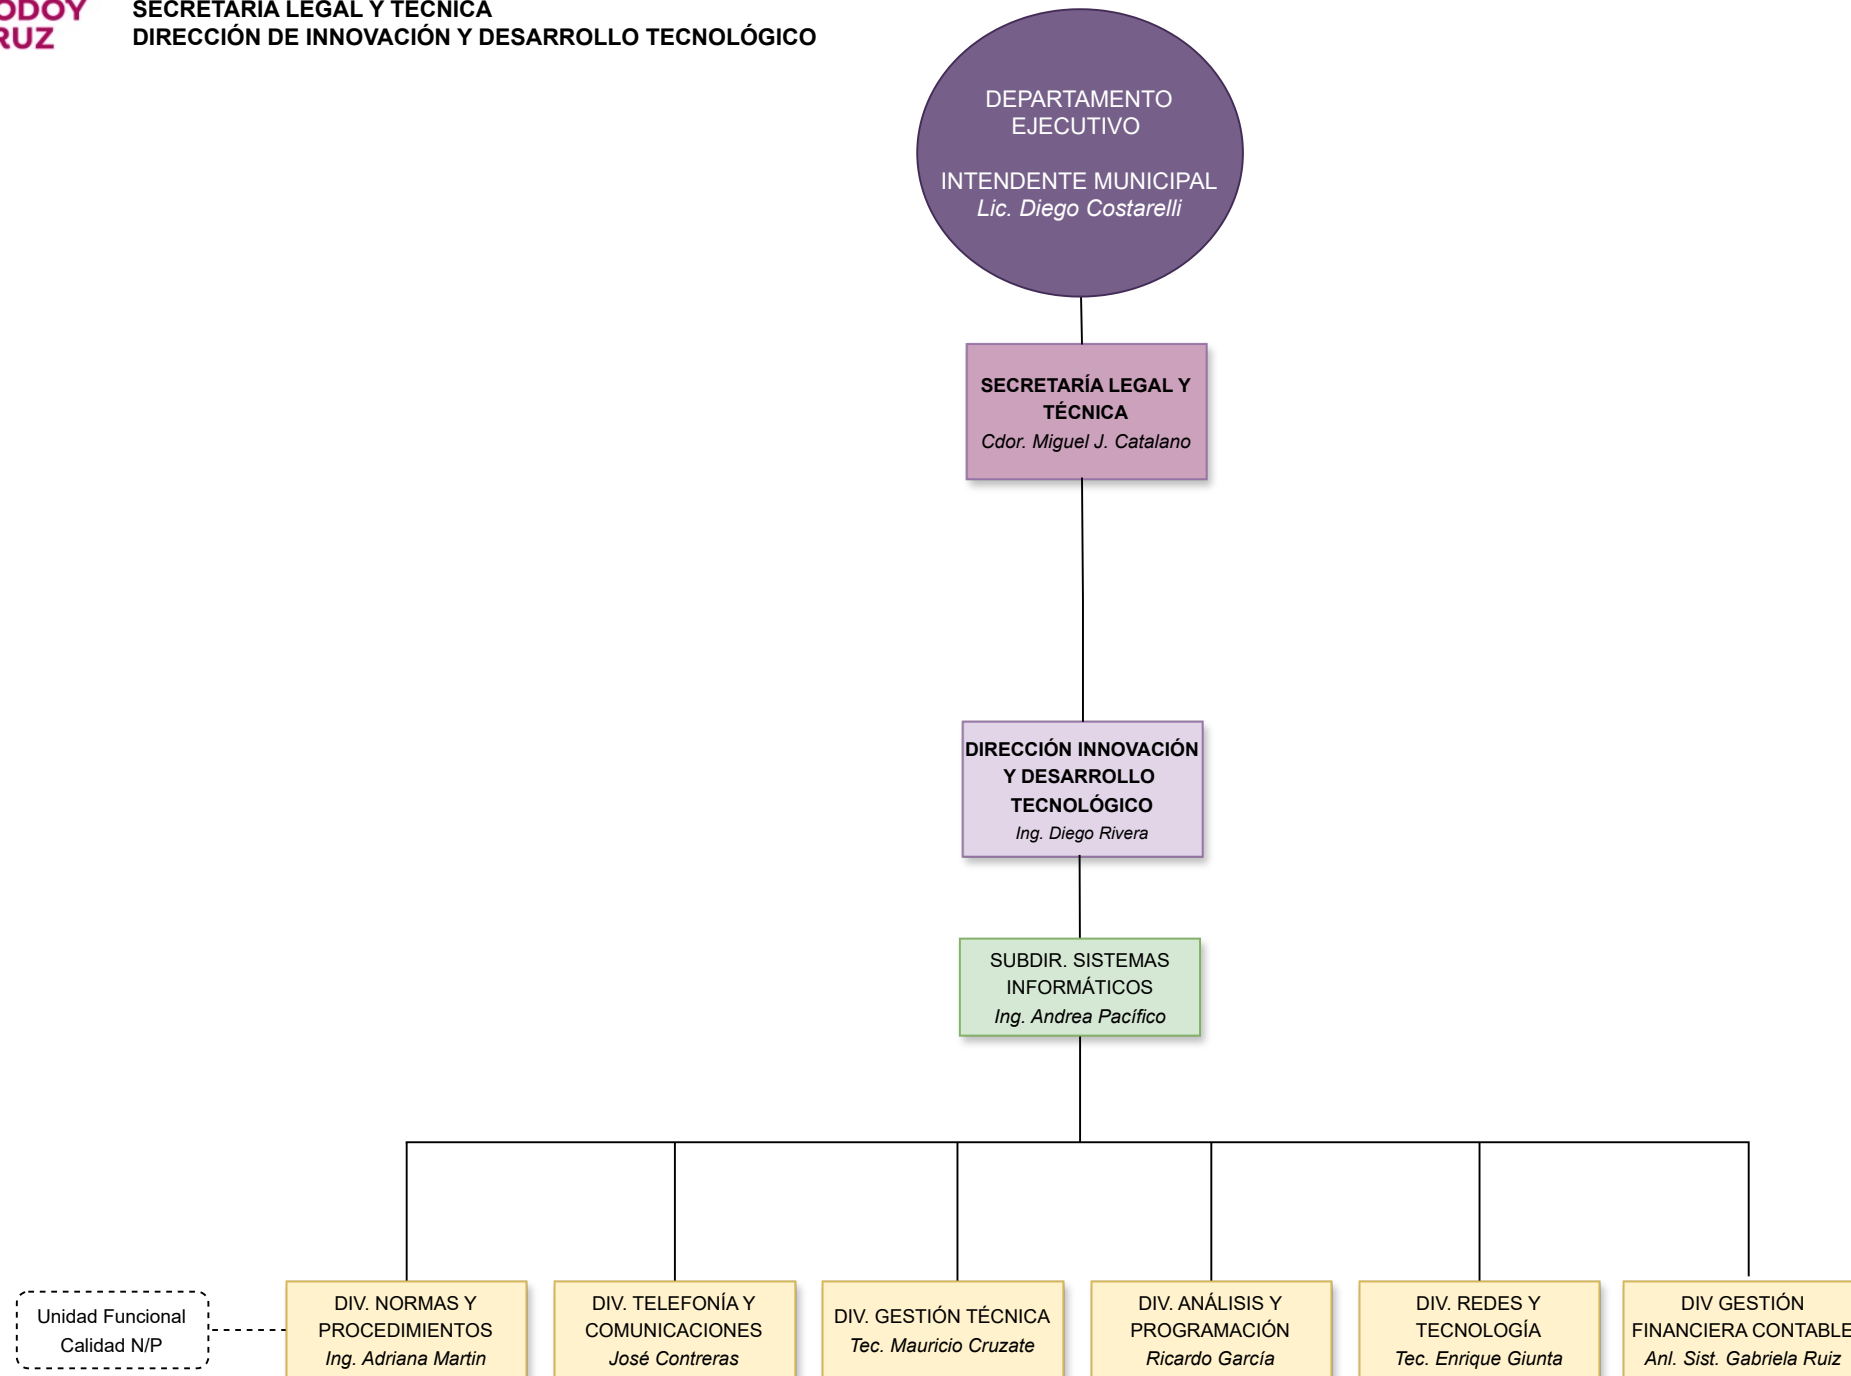 SECRETARÍA LEGAL Y TÉCNICA
DIRECCIÓN DE INNOVACIÓN Y DESARROLLO TECNOLÓGICO
DEPARTAMENTO
EJECUTIVO
INTENDENTE MUNICIPAL
Lic. Diego Costarelli
SECRETARÍA LEGAL Y
TÉCNICA
Cdor. Miguel J. Catalano
DIRECCIÓN INNOVACIÓN
Y DESARROLLO
TECNOLÓGICO
Ing. Diego Rivera
SUBDIR. SISTEMAS
INFORMÁTICOS
Ing. Andrea Pacífico
Unidad Funcional
Calidad N/P
DIV. NORMAS Y
PROCEDIMIENTOS
Ing. Adriana Martin
DIV. TELEFONÍA Y
COMUNICACIONES
José Contreras
DIV. GESTIÓN TÉCNICA
Tec. Mauricio Cruzate
DIV. ANÁLISIS Y
PROGRAMACIÓN
Ricardo García
DIV. REDES Y
TECNOLOGÍA
Tec. Enrique Giunta
DIV GESTIÓN
FINANCIERA CONTABLE
Anl. Sist. Gabriela Ruiz